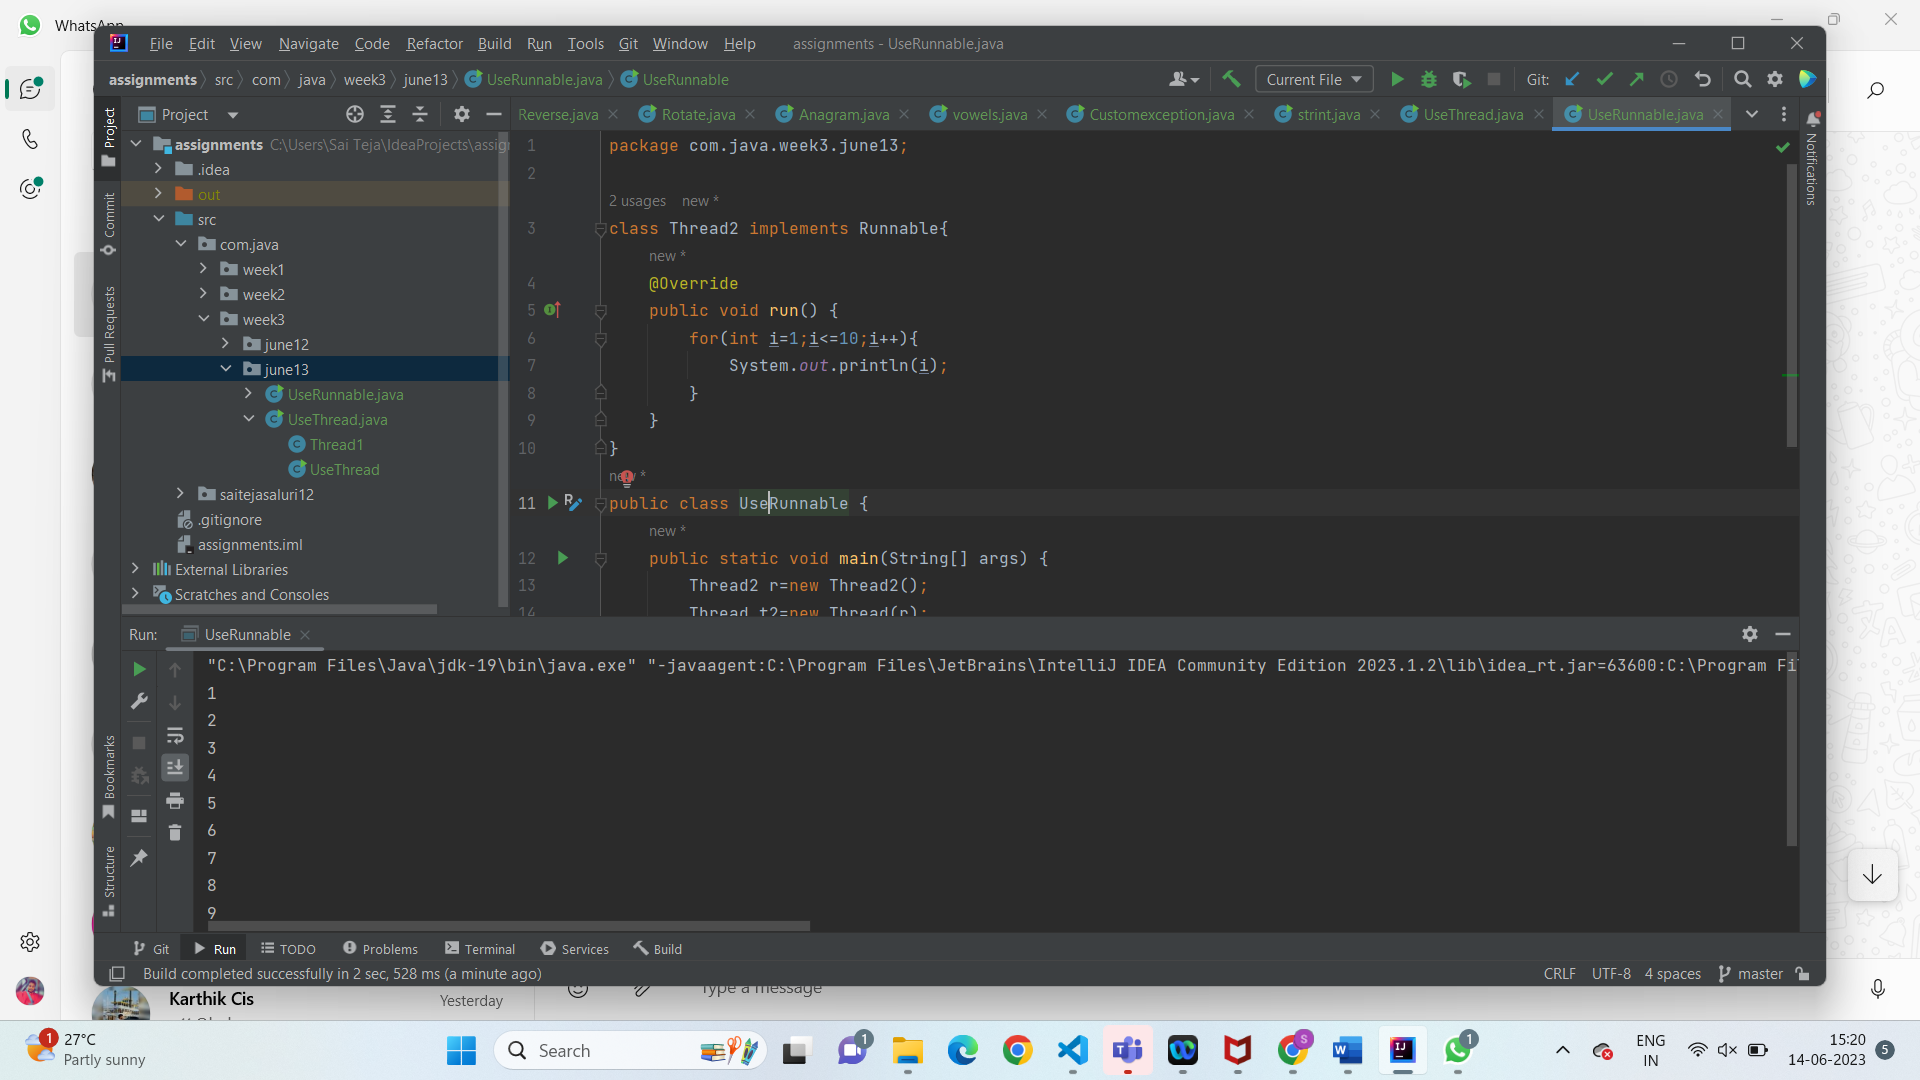 WhatsApp
File Edit View Navigate Code Refactor Build Run Tools Git Window Help assignments - UseRunnable.java
assignments src com java week3 june13 UseRunnable.java UseRunnable
Current File
Git:
Project
Reverse.java Rotate.java Anagram.java vowels.java Customexception.java strint.java UseThread.java UseRunnable.java
Project
Commit
Pull Requests
Bookmarks
Structure
Notifications
assignments C:\Users\Sai Teja\IdeaProjects\assig
.idea
out
src
com.java
week1
week2
week3
june12
june13
UseRunnable.java
UseThread.java
Thread1
UseThread
saitejasaluri12
.gitignore
assignments.iml
External Libraries
Scratches and Consoles
1 package com.java.week3.june13;
2
2 usages new *
3 class Thread2 implements Runnable{
new *
4 @Override
5 public void run() {
6 for(int i=1;i<=10;i++){
7 System.out.println(i);
8 }
9 }
10 }
new *
11 public class UseRunnable {
new *
12 public static void main(String[] args) {
13 Thread2 r=new Thread2();
14 Thread t2=new Thread(r);
Run: UseRunnable
"C:\Program Files\Java\jdk-19\bin\java.exe" "-javaagent:C:\Program Files\JetBrains\IntelliJ IDEA Community Edition 2023.1.2\lib\idea_rt.jar=63600:C:\Program Fi
1
2
3
4
5
6
7
8
9
Git Run TODO Problems Terminal Services Build
Build completed successfully in 2 sec, 528 ms (a minute ago)
CRLF UTF-8 4 spaces master
Karthik Cis Yesterday
Type a message
1 27°C
Partly sunny
Search
1
S
1
ENG
IN
15:20
14-06-2023
5